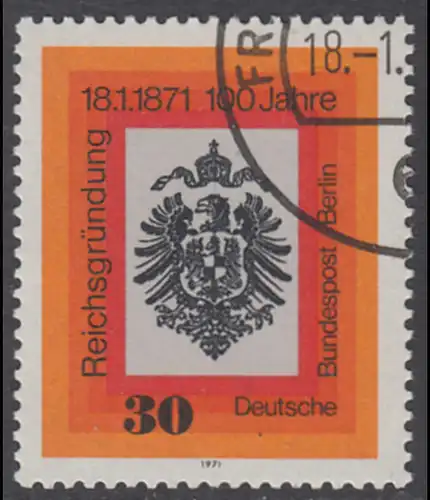 18.1.1871 100 Jahre
Reichsgründung
30
Deutsche
Bundespost Berlin
1971
FR
18.-1.